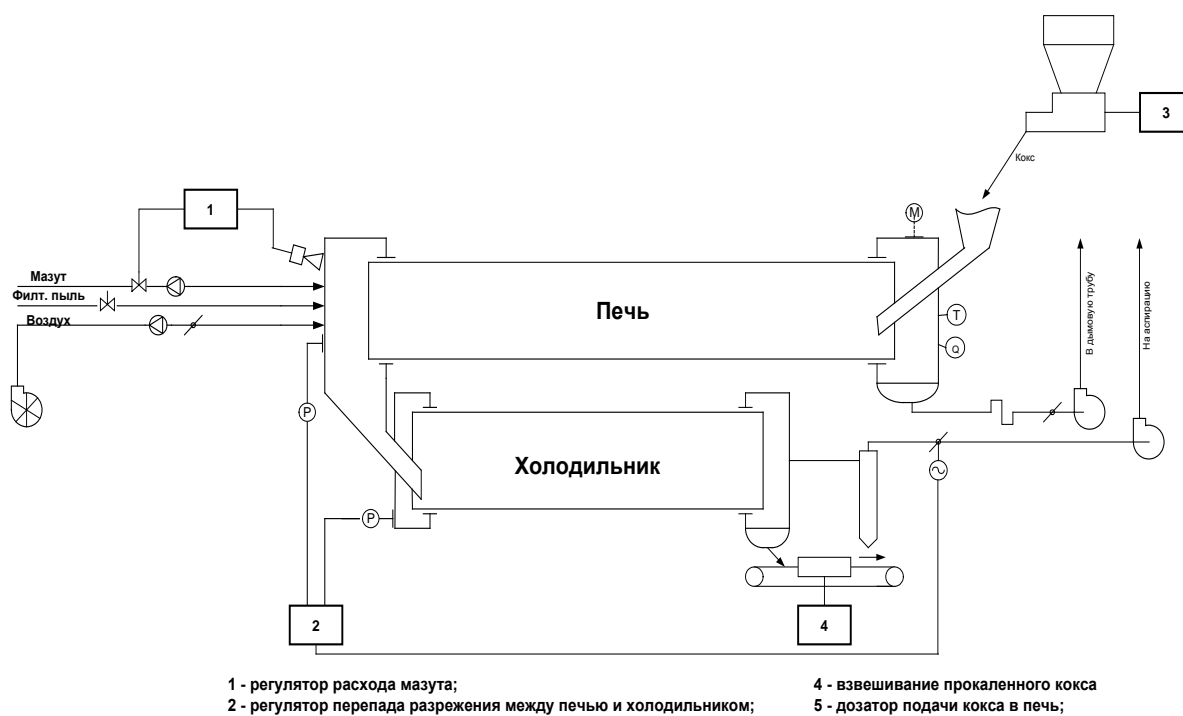 3
Кокс
1
M
Мазут
Филт. пыль
Воздух
Печь
T
Q
В дымовую трубу
На аспирацию
P
Холодильник
P
2
4
1 - регулятор расхода мазута;
2 - регулятор перепада разрежения между печью и холодильником;
4 - взвешивание прокаленного кокса
5 - дозатор подачи кокса в печь;